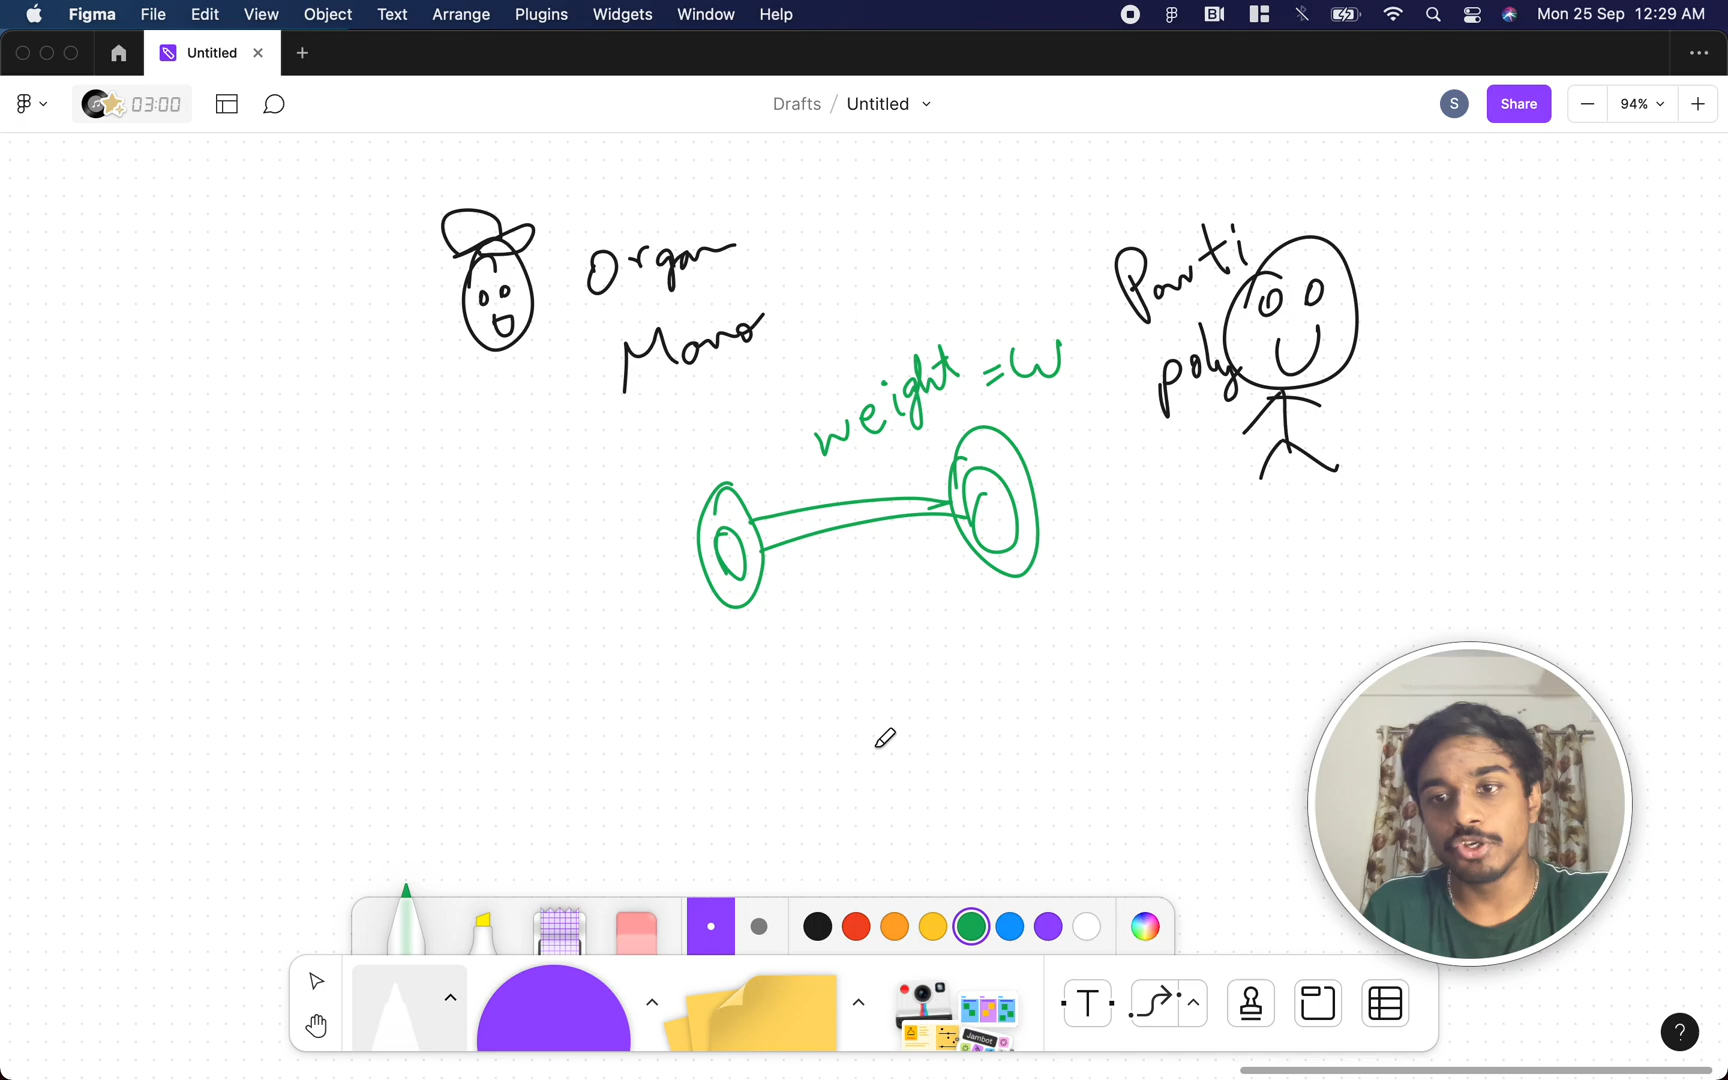 Figma File Edit View Object Text Arrange Plugins Widgets Window Help Mon 25 Sep 12:29 AM
Untitled
03:00 Drafts / Untitled S Share 94%
Organ
Mono
Parti
poly
weight = W
T
Jambot
?